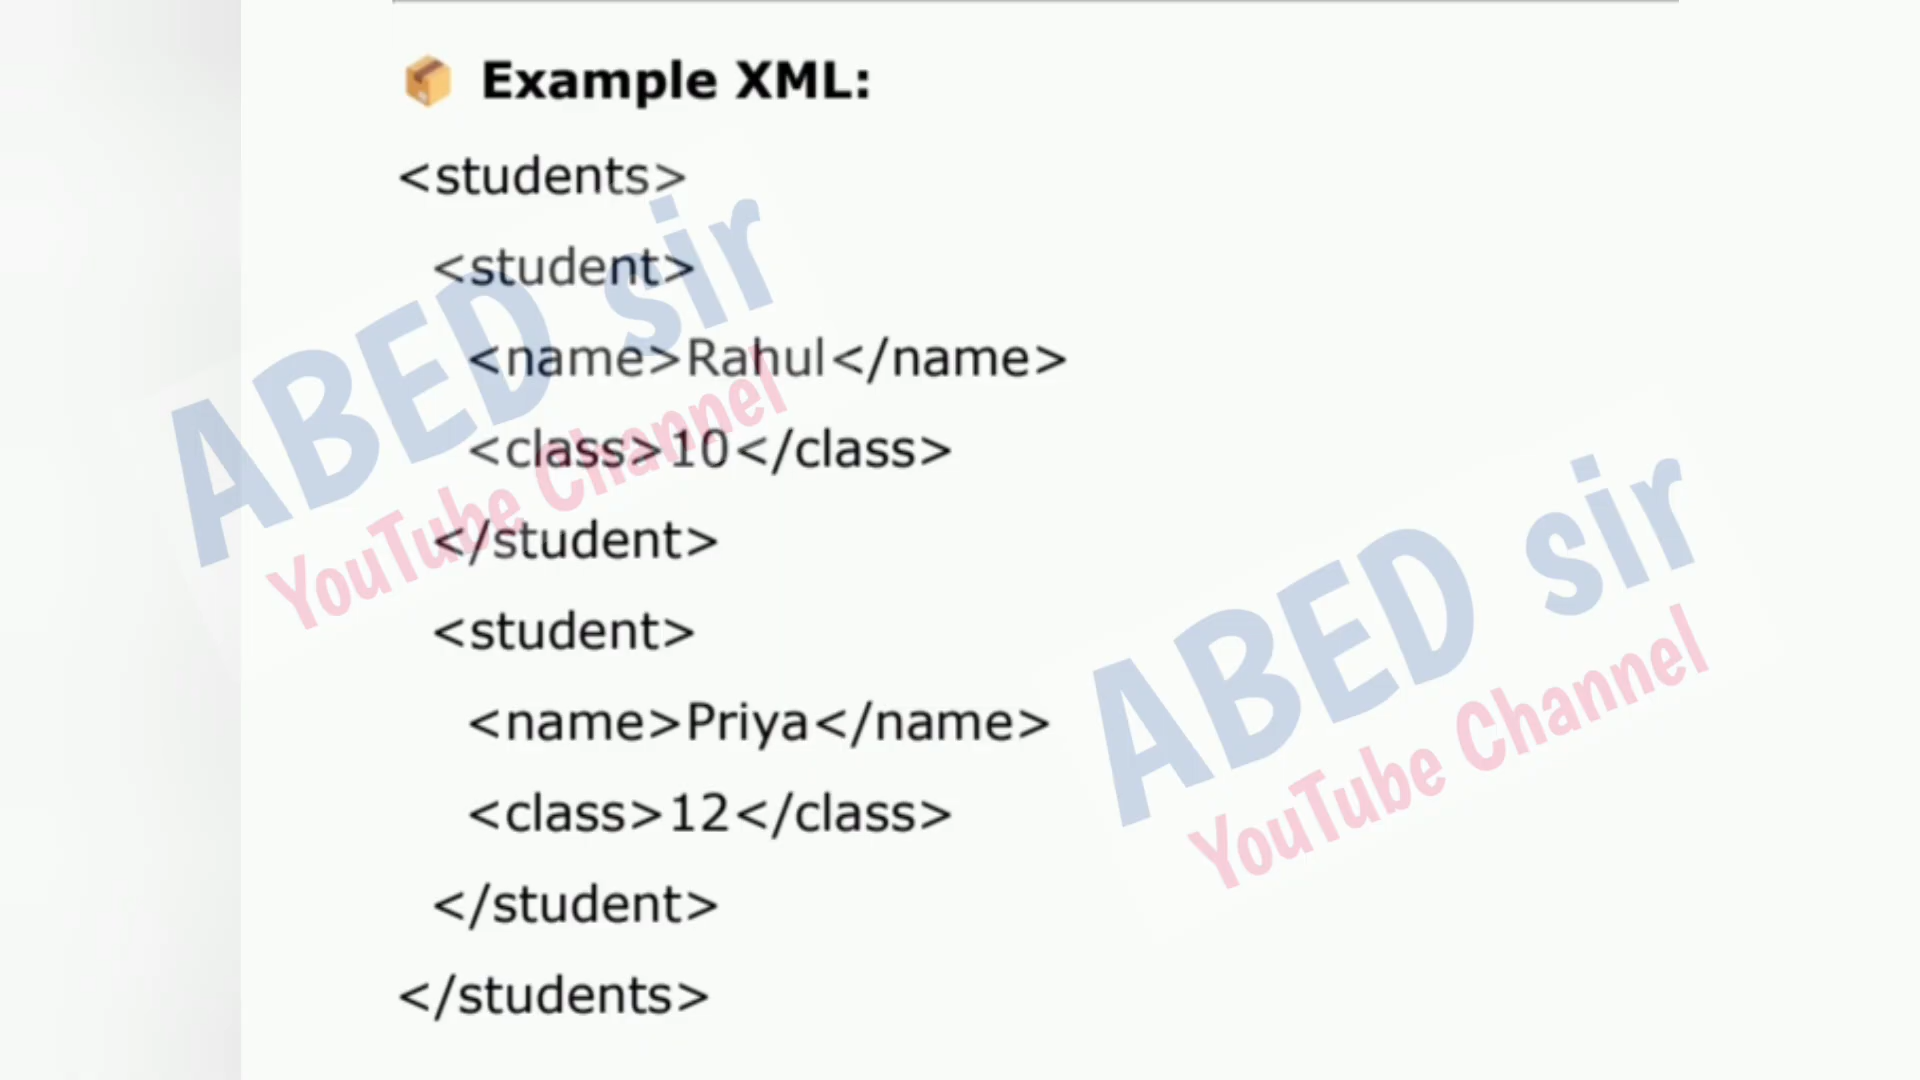 📦 Example XML:
<students>
<student>
<name>Rahul</name>
<class>10</class>
</student>
<student>
<name>Priya</name>
<class>12</class>
</student>
</students>
ABED sir
YouTube Channel
ABED sir
YouTube Channel